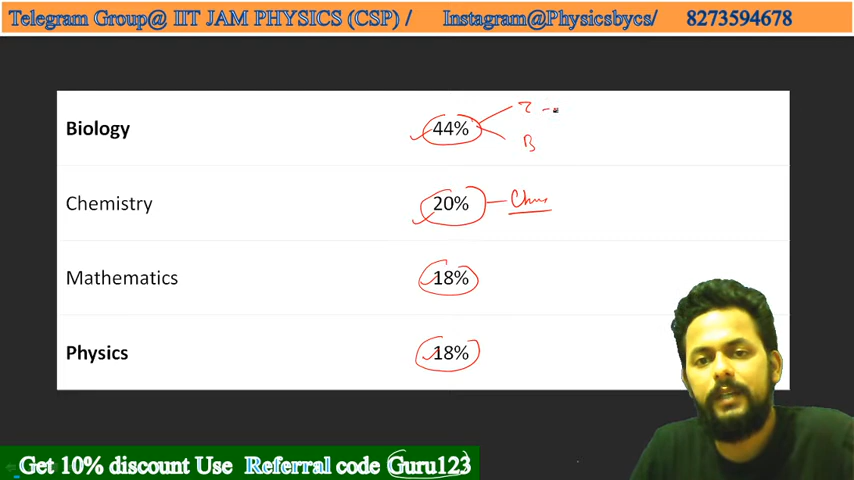 Telegram Group@ IIT JAM PHYSICS (CSP) / Instagram@Physicsbycs/ 8273594678
Biology 44%
B
Chemistry 20%
Mathematics 18%
Physics 18%
Get 10% discount Use Referral code Guru123